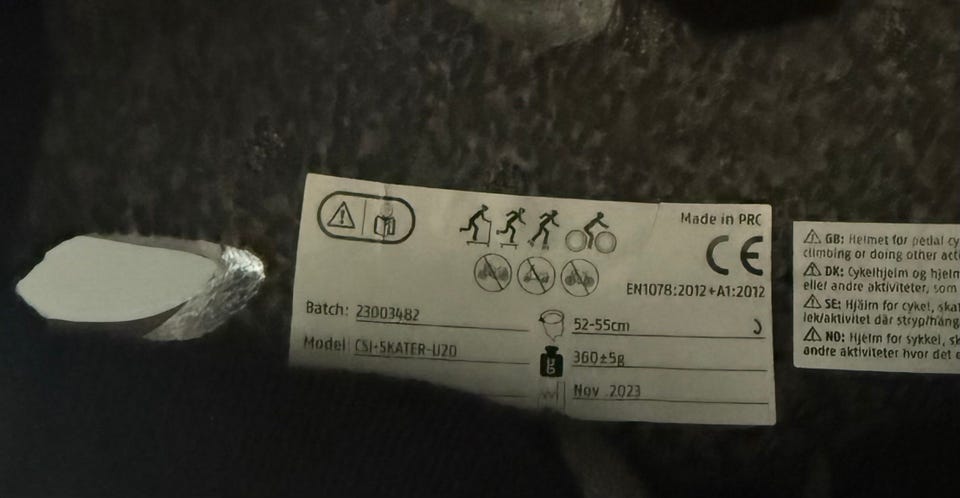 Made in PRC
CE
EN1078:2012+A1:2012
Batch: 23003482
52-55cm
Model CSI-SKATER-U20
360±5g
Nov .2023
GB: Helmet for pedal cy
climbing or doing other act
DK: Cykelhjelm og hjelm
eller andre aktiviteter, som
SE: Hjälm för cykel, skat
lek/aktivitet där stryp/häng
NO: Hjelm for sykkel, sk
andre aktiviteter hvor det e